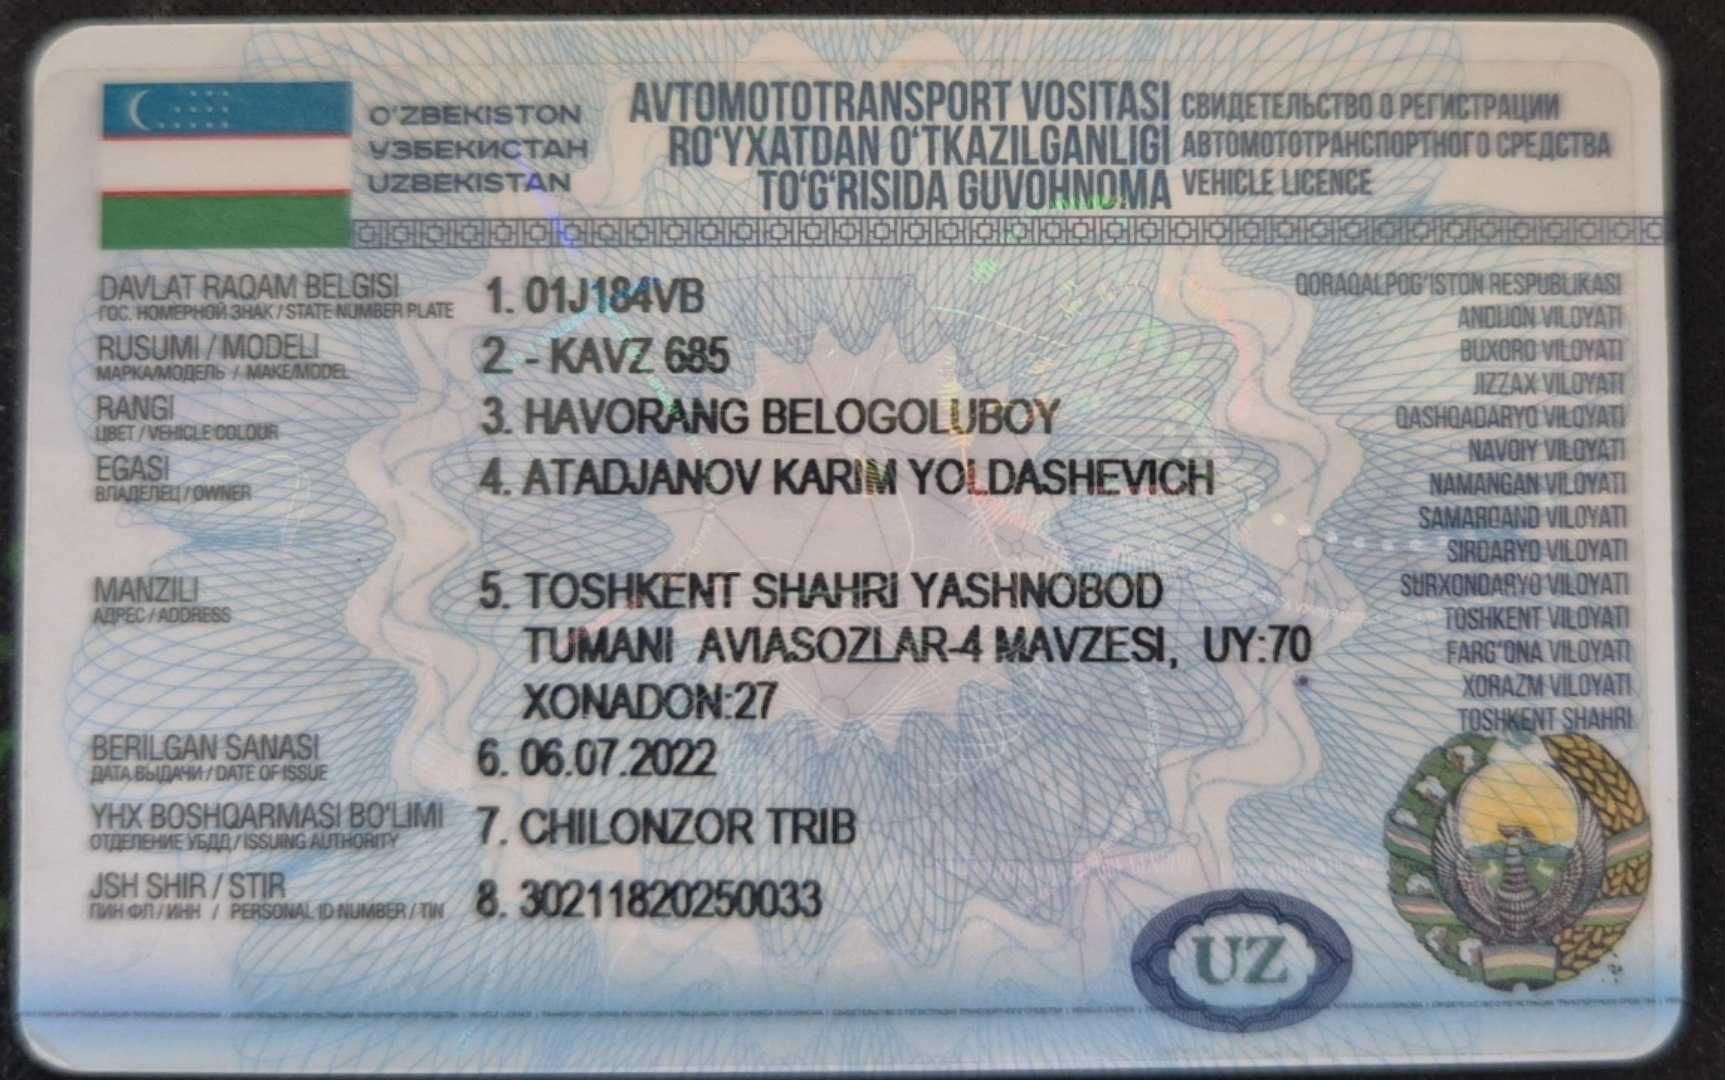 O'ZBEKISTON
ЎЗБЕКИСТАН
UZBEKISTAN
AVTOMOTOTRANSPORT VOSITASI
RO'YXATDAN O'TKAZILGANLIGI
TO'G'RISIDA GUVOHNOMA
СВИДЕТЕЛЬСТВО О РЕГИСТРАЦИИ
АВТОМОТОТРАНСПОРТНОГО СРЕДСТВА
VEHICLE LICENCE
DAVLAT RAQAM BELGISI
ГОС. НОМЕРНОЙ ЗНАК / STATE NUMBER PLATE
1. 01J184VB
RUSUMI / MODELI
МАРКА/МОДЕЛЬ / MAKE/MODEL
2. - KAVZ 685
RANGI
ЦВЕТ / VEHICLE COLOUR
3. HAVORANG BELOGOLUBOY
EGASI
ВЛАДЕЛЕЦ / OWNER
4. ATADJANOV KARIM YOLDASHEVICH
MANZILI
АДРЕС / ADDRESS
5. TOSHKENT SHAHRI YASHNOBOD
TUMANI AVIASOZLAR-4 MAVZESI, UY:70
XONADON:27
BERILGAN SANASI
ДАТА ВЫДАЧИ / DATE OF ISSUE
6. 06.07.2022
YHX BOSHQARMASI BO'LIMI
ОТДЕЛЕНИЕ УБДД / ISSUING AUTHORITY
7. CHILONZOR TRIB
JSH SHIR / STIR
ПИН ФЛ / ИНН / PERSONAL ID NUMBER / TIN
8. 30211820250033
QORAQALPOG'ISTON RESPUBLIKASI
ANDIJON VILOYATI
BUXORO VILOYATI
JIZZAX VILOYATI
QASHQADARYO VILOYATI
NAVOIY VILOYATI
NAMANGAN VILOYATI
SAMARQAND VILOYATI
SIRDARYO VILOYATI
SURXONDARYO VILOYATI
TOSHKENT VILOYATI
FARG'ONA VILOYATI
XORAZM VILOYATI
TOSHKENT SHAHRI
UZ